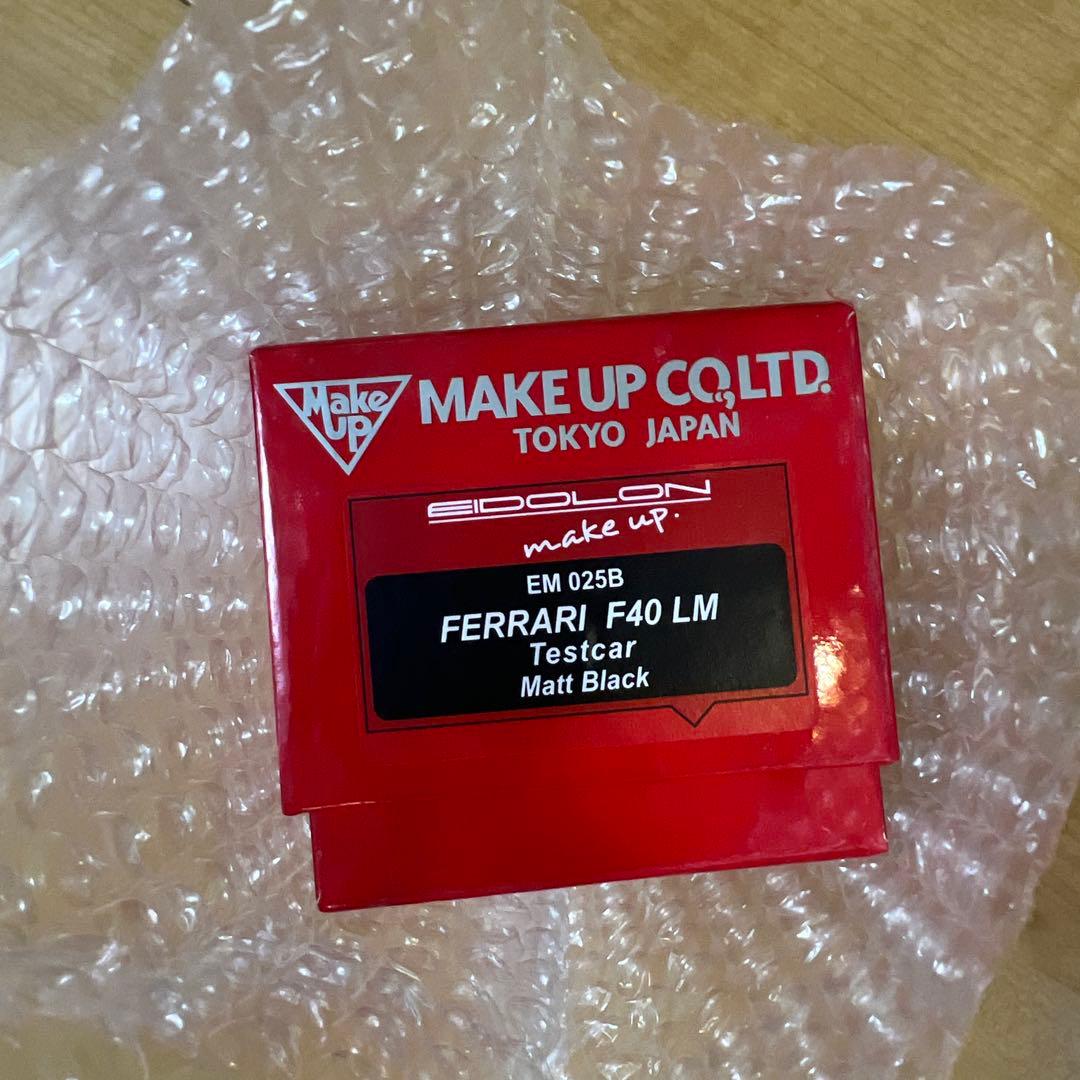 Make Up
MAKE UP CO.,LTD.
TOKYO JAPAN
EIDOLON
make up.
EM 025B
FERRARI F40 LM
Testcar
Matt Black